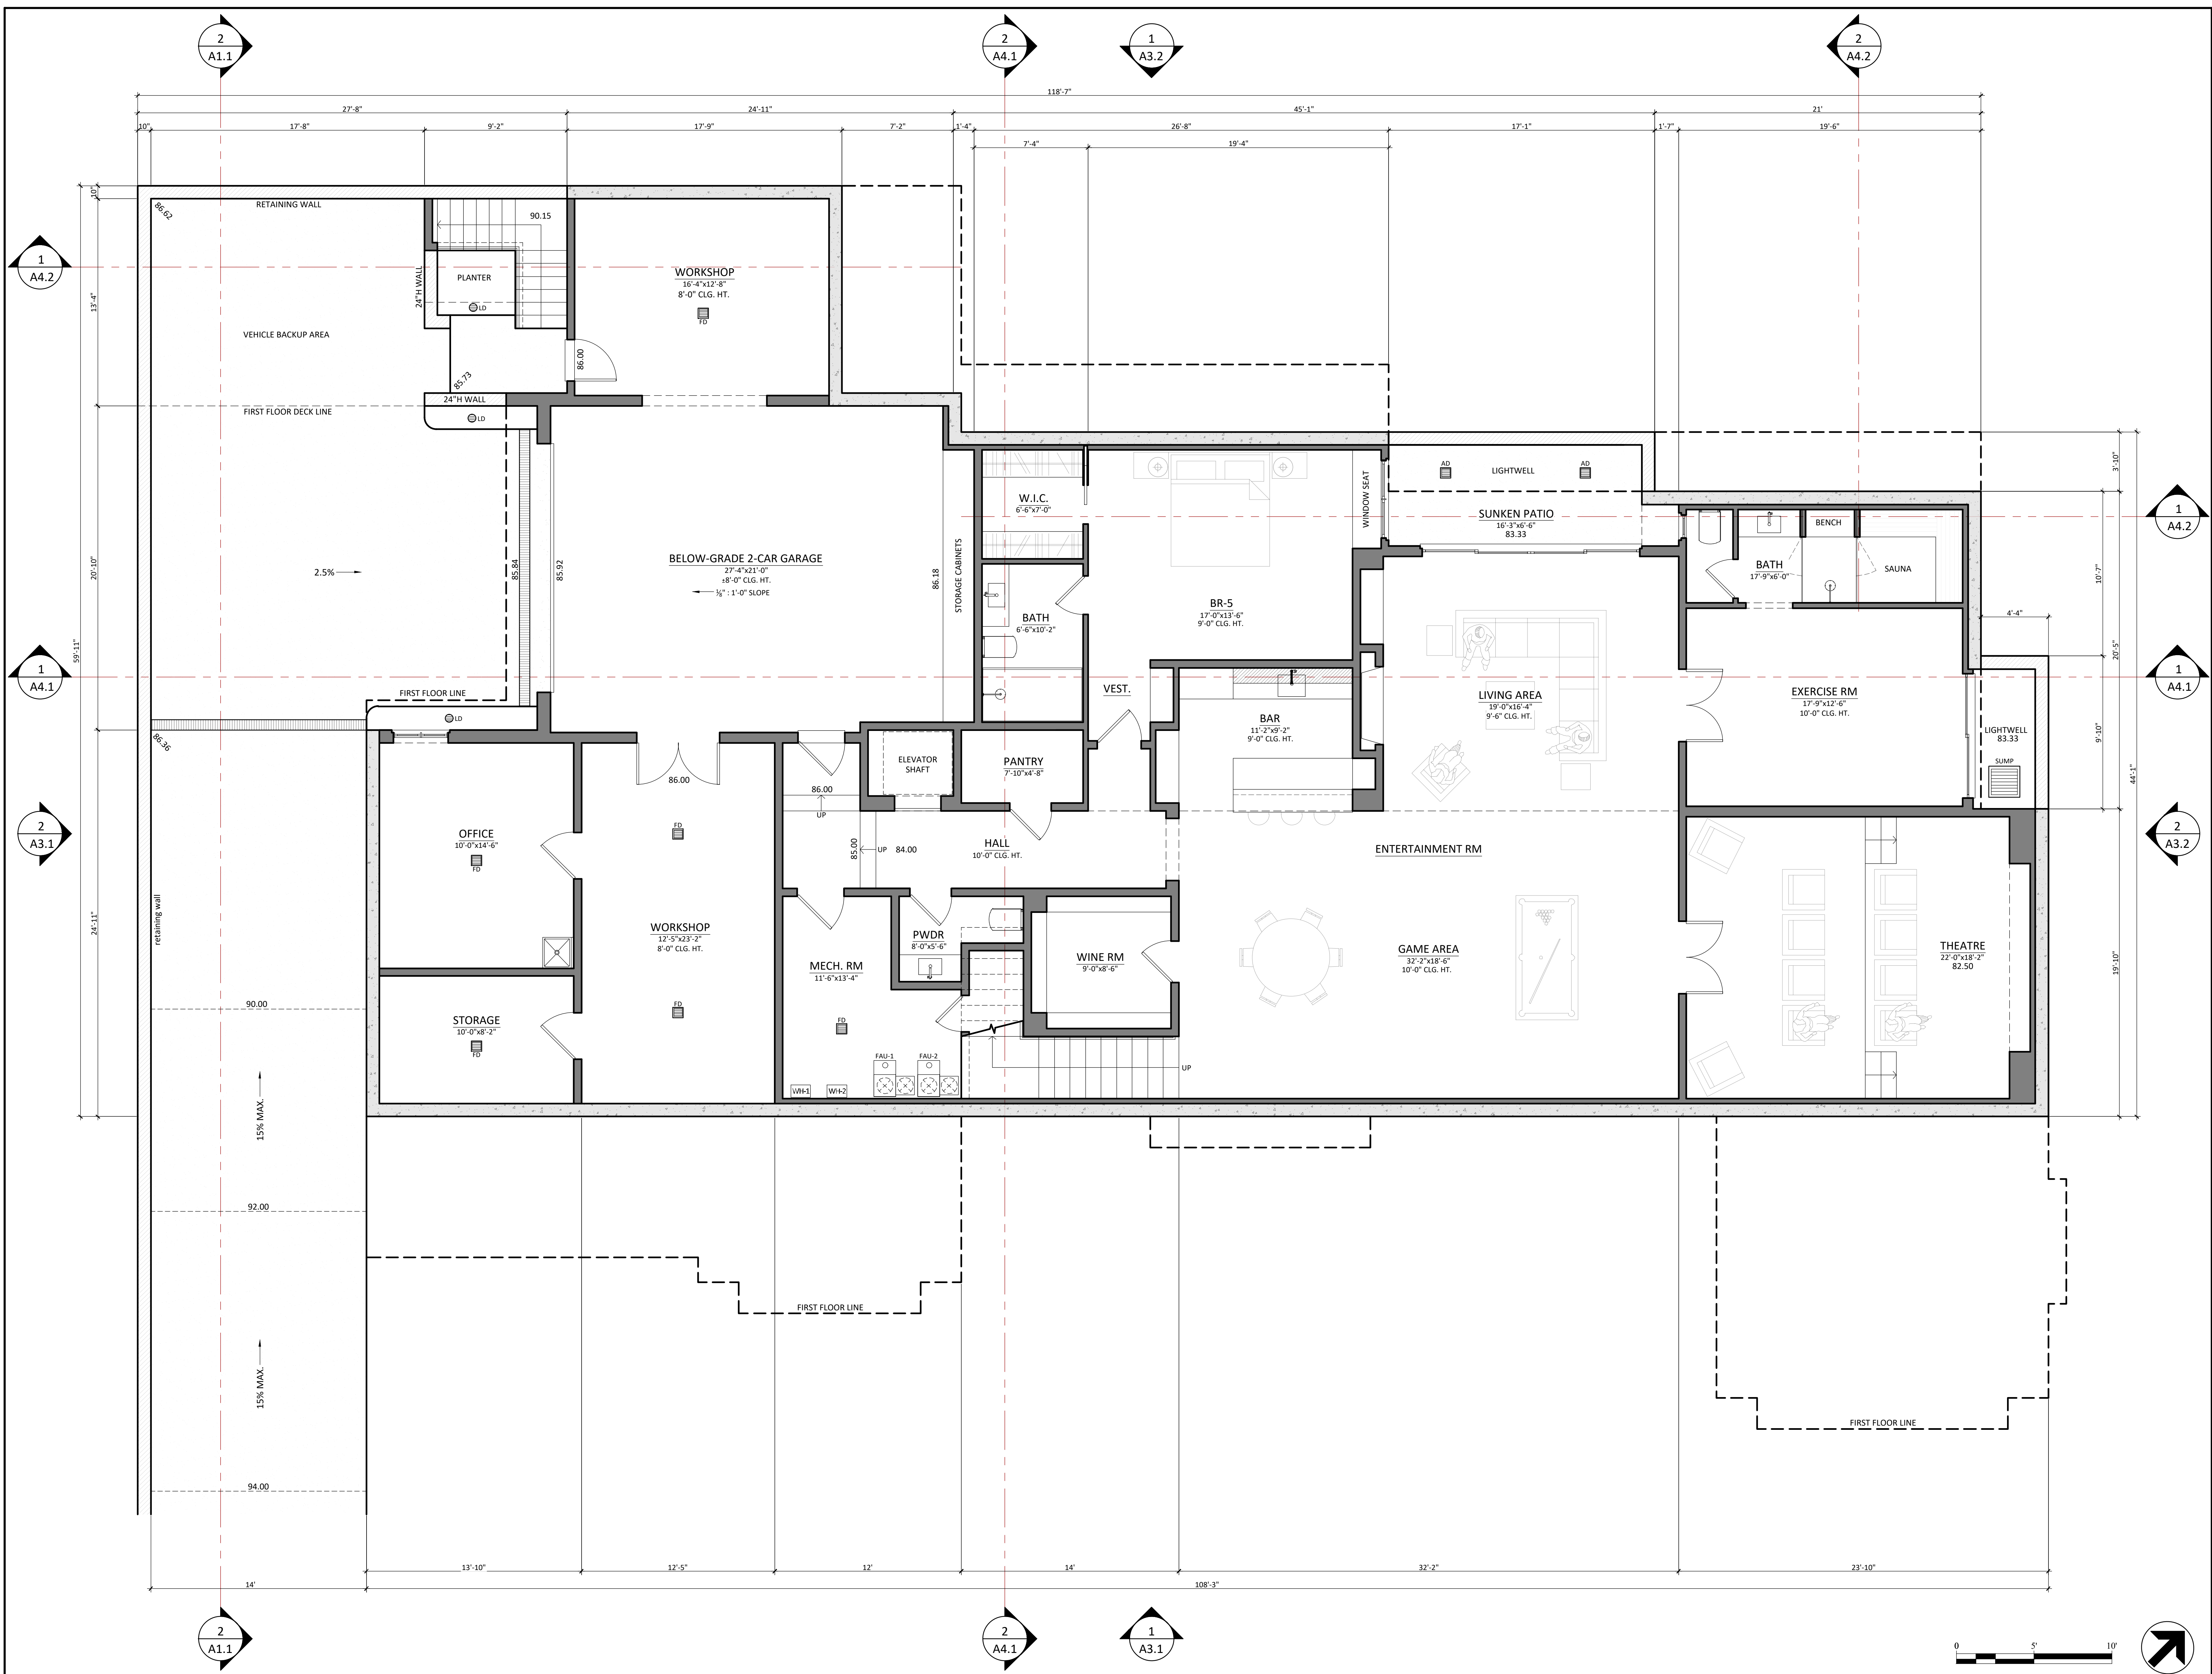 2
A1.1
2
A4.1
1
A3.2
2
A4.2
118'-7"
27'-8"
24'-11"
45'-1"
21'
10"
17'-8"
9'-2"
17'-9"
7'-2"
1'-4"
26'-8"
17'-1"
1'-7"
19'-6"
7'-4"
19'-4"
10"
86.62
RETAINING WALL
90.15
1
A4.2
13'-4"
24"H WALL
PLANTER
LD
WORKSHOP
16'-4"x12'-8"
8'-0" CLG. HT.
FD
VEHICLE BACKUP AREA
86.00
85.73
24"H WALL
FIRST FLOOR DECK LINE
LD
3'-10"
AD
LIGHTWELL
AD
W.I.C.
6'-6"x7'-0"
WINDOW SEAT
SUNKEN PATIO
16'-3"x6'-6"
83.33
BENCH
1
A4.2
BELOW-GRADE 2-CAR GARAGE
27'-4"x21'-0"
±8'-0" CLG. HT.
⅛" : 1'-0" SLOPE
20'-10"
2.5%
85.84
85.92
86.18
STORAGE CABINETS
BATH
17'-9"x6'-0"
SAUNA
10'-7"
BATH
6'-6"x10'-2"
BR-5
17'-0"x13'-6"
9'-0" CLG. HT.
4'-4"
59'-11"
20'-5"
1
A4.1
FIRST FLOOR LINE
VEST.
LIVING AREA
19'-0"x16'-4"
9'-6" CLG. HT.
EXERCISE RM
17'-9"x12'-6"
10'-0" CLG. HT.
1
A4.1
LD
BAR
11'-2"x9'-2"
9'-0" CLG. HT.
LIGHTWELL
83.33
9'-10"
86.36
ELEVATOR
SHAFT
PANTRY
7'-10"x4'-8"
SUMP
44'-1"
86.00
86.00
UP
2
A3.1
OFFICE
10'-0"x14'-6"
FD
FD
85.00
UP
84.00
HALL
10'-0" CLG. HT.
ENTERTAINMENT RM
2
A3.2
24'-11"
retaining wall
WORKSHOP
12'-5"x23'-2"
8'-0" CLG. HT.
PWDR
8'-0"x5'-6"
MECH. RM
11'-6"x13'-4"
WINE RM
9'-0"x8'-6"
GAME AREA
32'-2"x18'-6"
10'-0" CLG. HT.
THEATRE
22'-0"x18'-2"
82.50
19'-10"
90.00
STORAGE
10'-0"x8'-2"
FD
FD
FD
FAU-1
FAU-2
UP
WH-1
WH-2
15% MAX.
92.00
FIRST FLOOR LINE
15% MAX.
FIRST FLOOR LINE
94.00
13'-10"
12'-5"
12'
14'
32'-2"
23'-10"
14'
108'-3"
2
A1.1
2
A4.1
1
A3.1
0
5'
10'